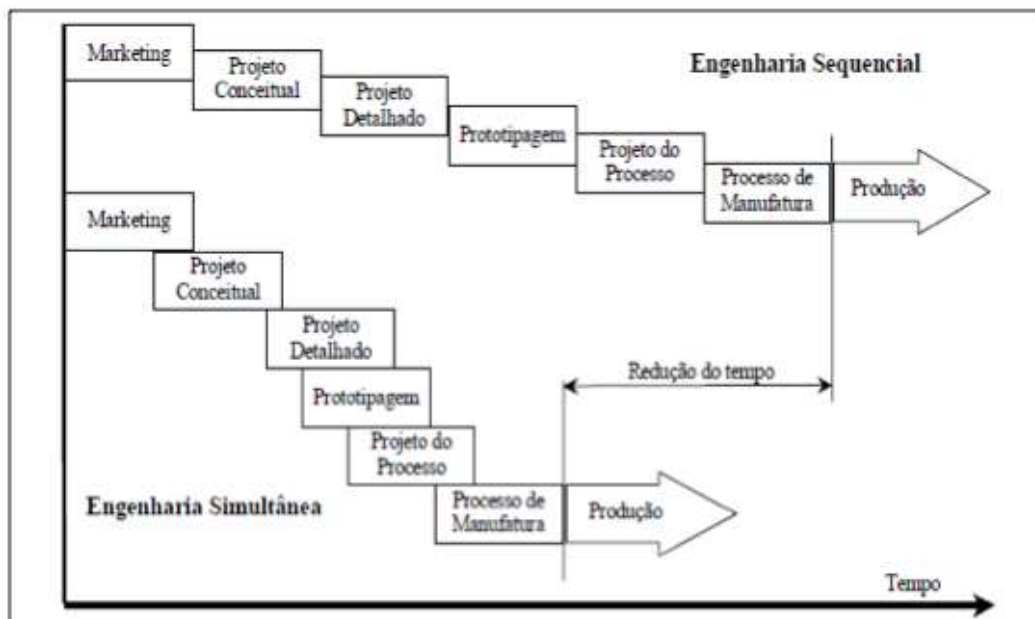 Marketing
Projeto
Conceitual
Projeto
Detalhado
Prototipagem
Projeto do
Processo
Processo de
Manufatura
Produção
Engenharia Sequencial
Marketing
Projeto
Conceitual
Projeto
Detalhado
Prototipagem
Projeto do
Processo
Processo de
Manufatura
Produção
Redução do tempo
Engenharia Simultânea
Tempo